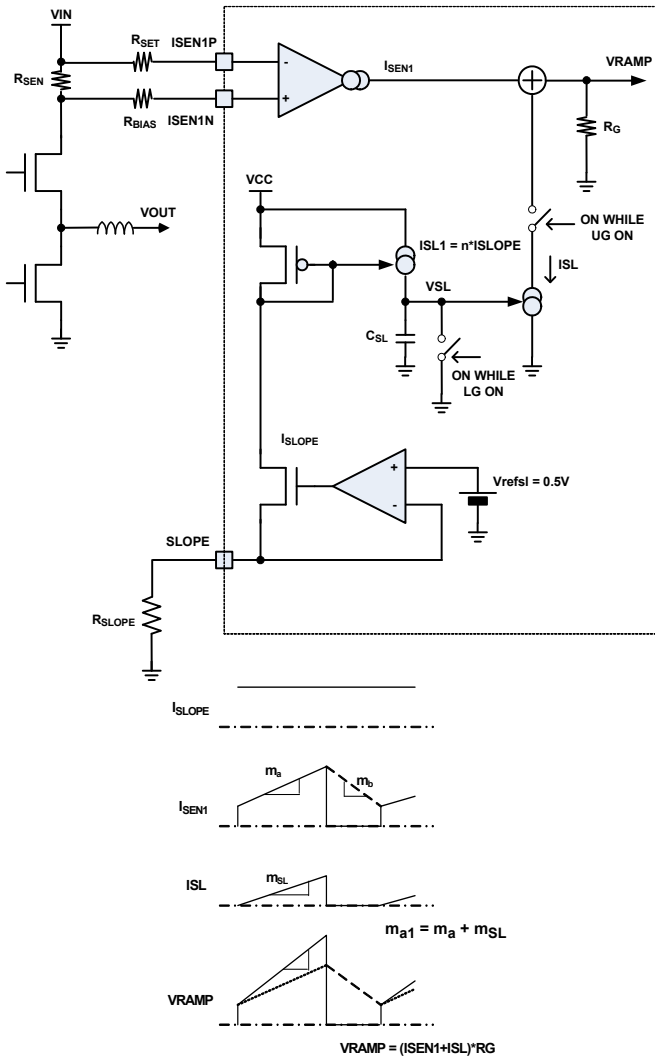 VIN
RSET
ISEN1P
RSEN
-
ISEN1
VRAMP
+
RBIAS
ISEN1N
RG
VCC
VOUT
ISL1 = n*ISLOPE
ON WHILE
UG ON
VSL
ISL
CSL
ON WHILE
LG ON
ISLOPE
+
Vrefsl = 0.5V
-
SLOPE
RSLOPE
ISLOPE
ma
mb
ISEN1
ISL
mSL
ma1 = ma + mSL
VRAMP
VRAMP = (ISEN1+ISL)*RG